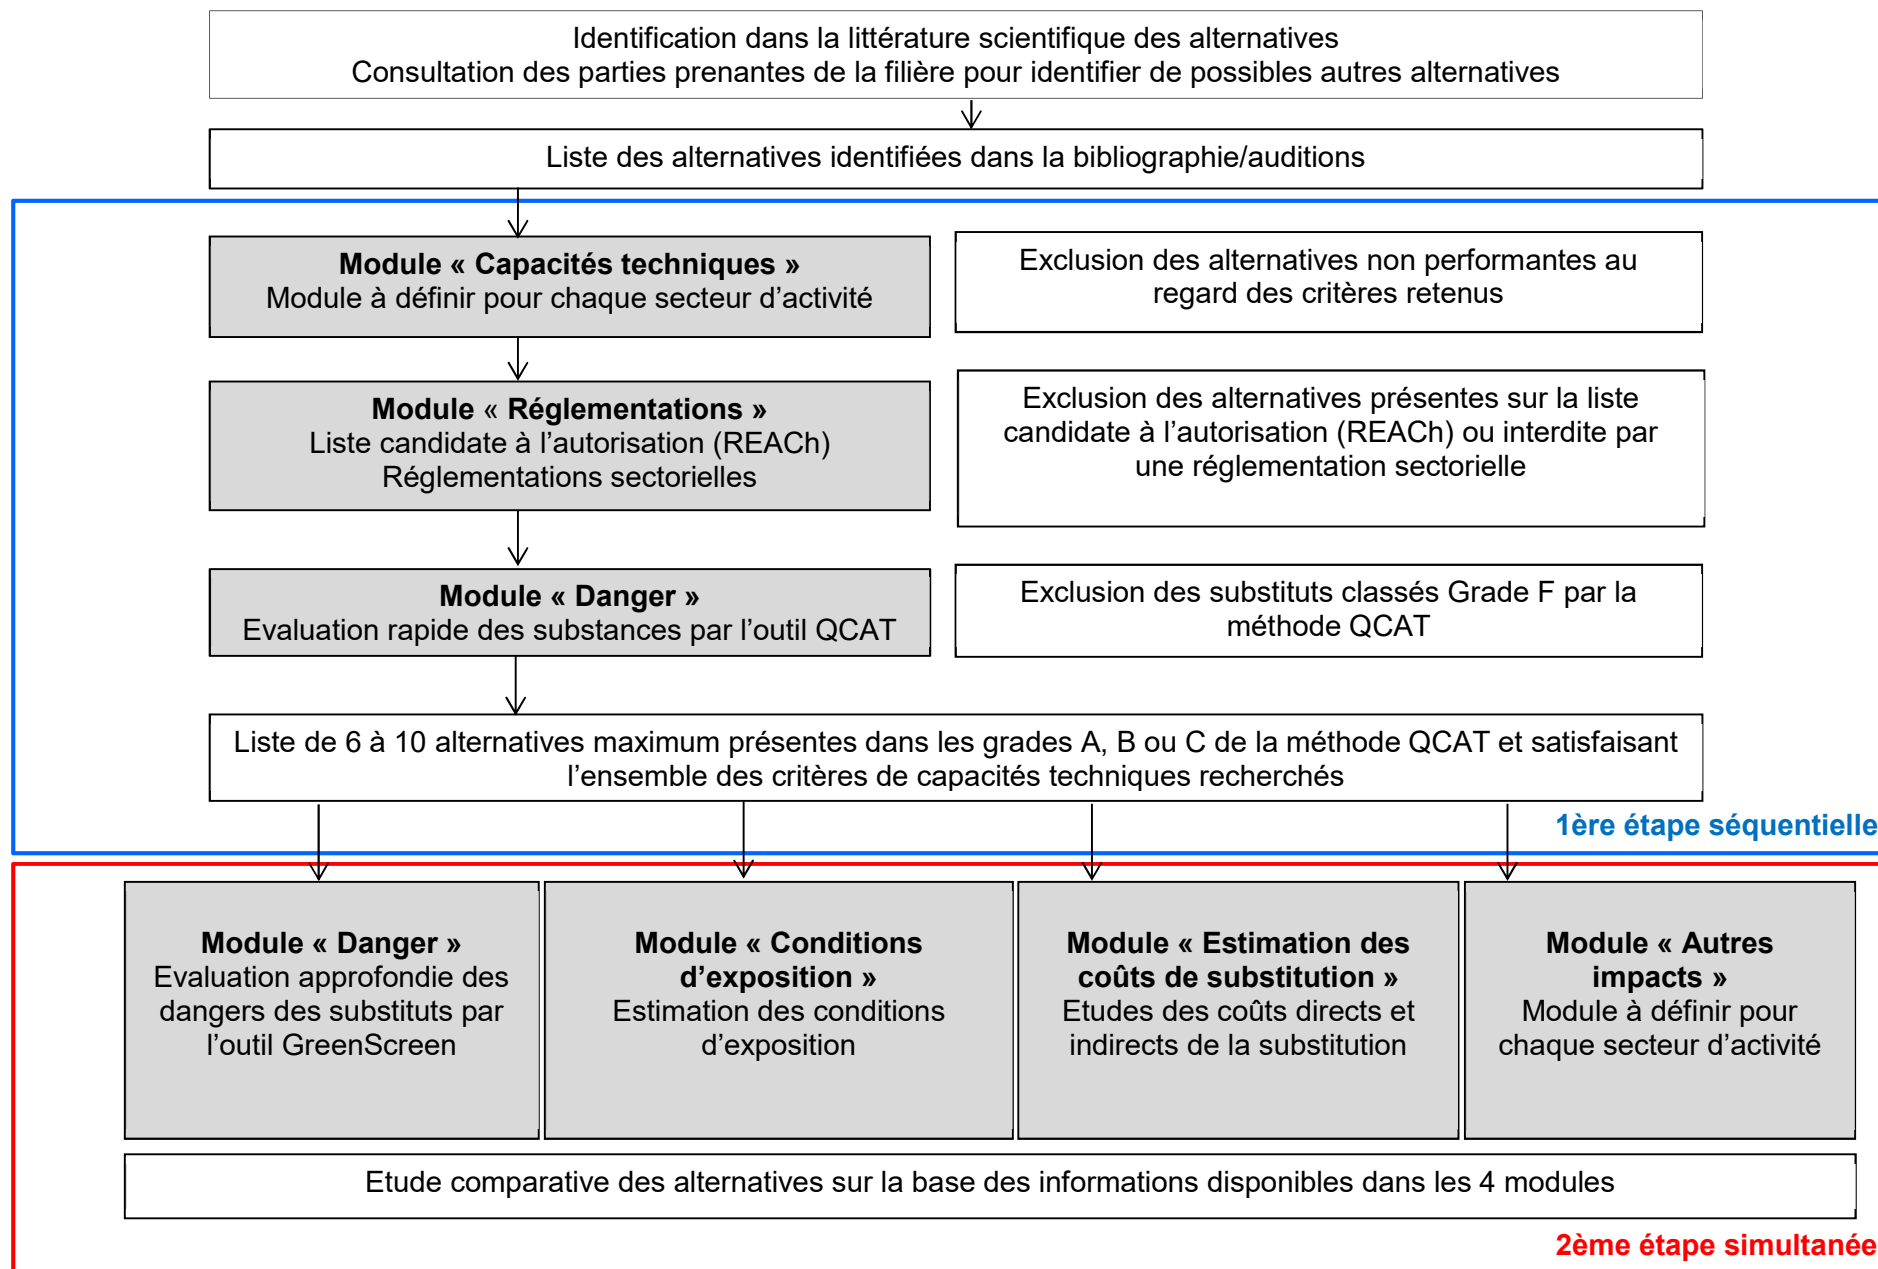 Identification dans la littérature scientifique des alternatives
Consultation des parties prenantes de la filière pour identifier de possibles autres alternatives
Liste des alternatives identifiées dans la bibliographie/auditions
Module « Capacités techniques »
Module à définir pour chaque secteur d’activité
Exclusion des alternatives non performantes au
regard des critères retenus
Module « Réglementations »
Liste candidate à l’autorisation (REACh)
Réglementations sectorielles
Exclusion des alternatives présentes sur la liste
candidate à l’autorisation (REACh) ou interdite par
une réglementation sectorielle
Module « Danger »
Evaluation rapide des substances par l’outil QCAT
Exclusion des substituts classés Grade F par la
méthode QCAT
Liste de 6 à 10 alternatives maximum présentes dans les grades A, B ou C de la méthode QCAT et satisfaisant
l’ensemble des critères de capacités techniques recherchés
1ère étape séquentielle
Module « Danger »
Evaluation approfondie des
dangers des substituts par
l’outil GreenScreen
Module « Conditions
d’exposition »
Estimation des conditions
d’exposition
Module « Estimation des
coûts de substitution »
Etudes des coûts directs et
indirects de la substitution
Module « Autres
impacts »
Module à définir pour
chaque secteur d’activité
Etude comparative des alternatives sur la base des informations disponibles dans les 4 modules
2ème étape simultanée